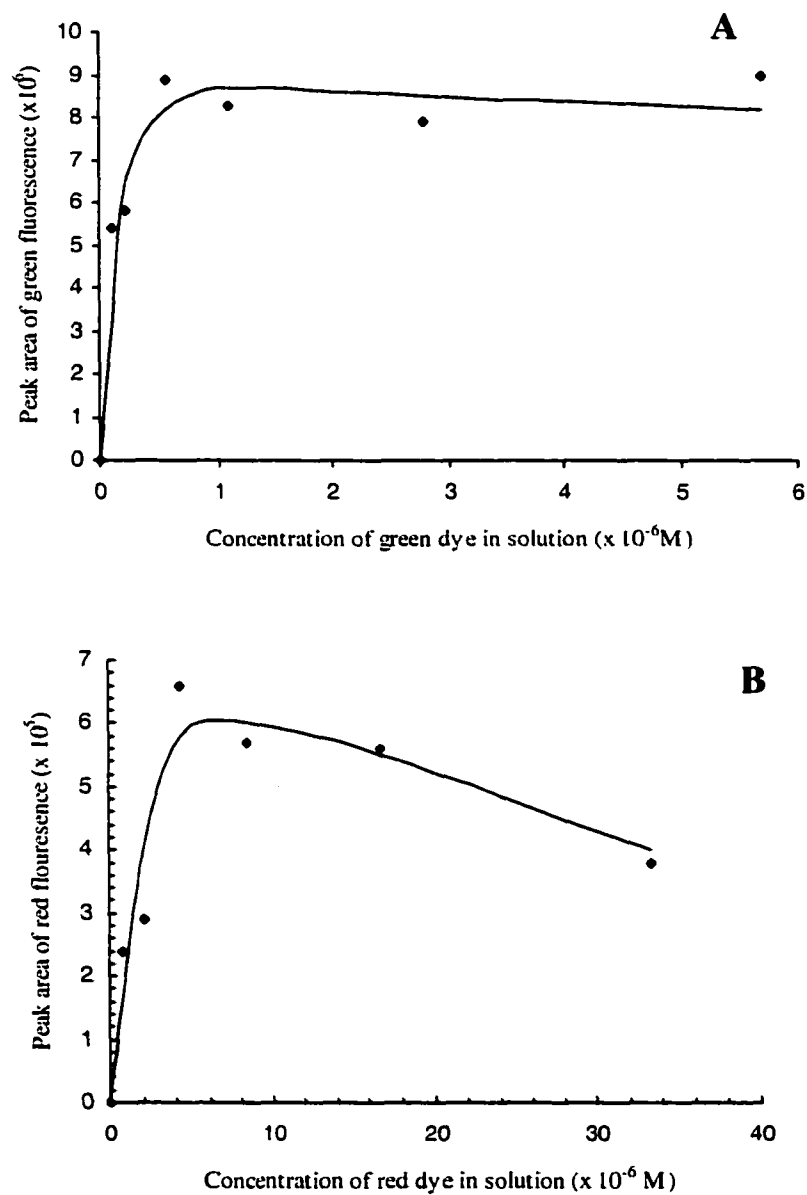 A
10
9
8
7
6
5
4
3
2
1
0
Peak area of green fluorescence (x10⁶)
0 1 2 3 4 5 6
Concentration of green dye in solution (x 10⁻⁶M)
B
7
6
5
4
3
2
1
0
Peak area of red flouresence (x 10⁵)
0 10 20 30 40
Concentration of red dye in solution (x 10⁻⁶ M)